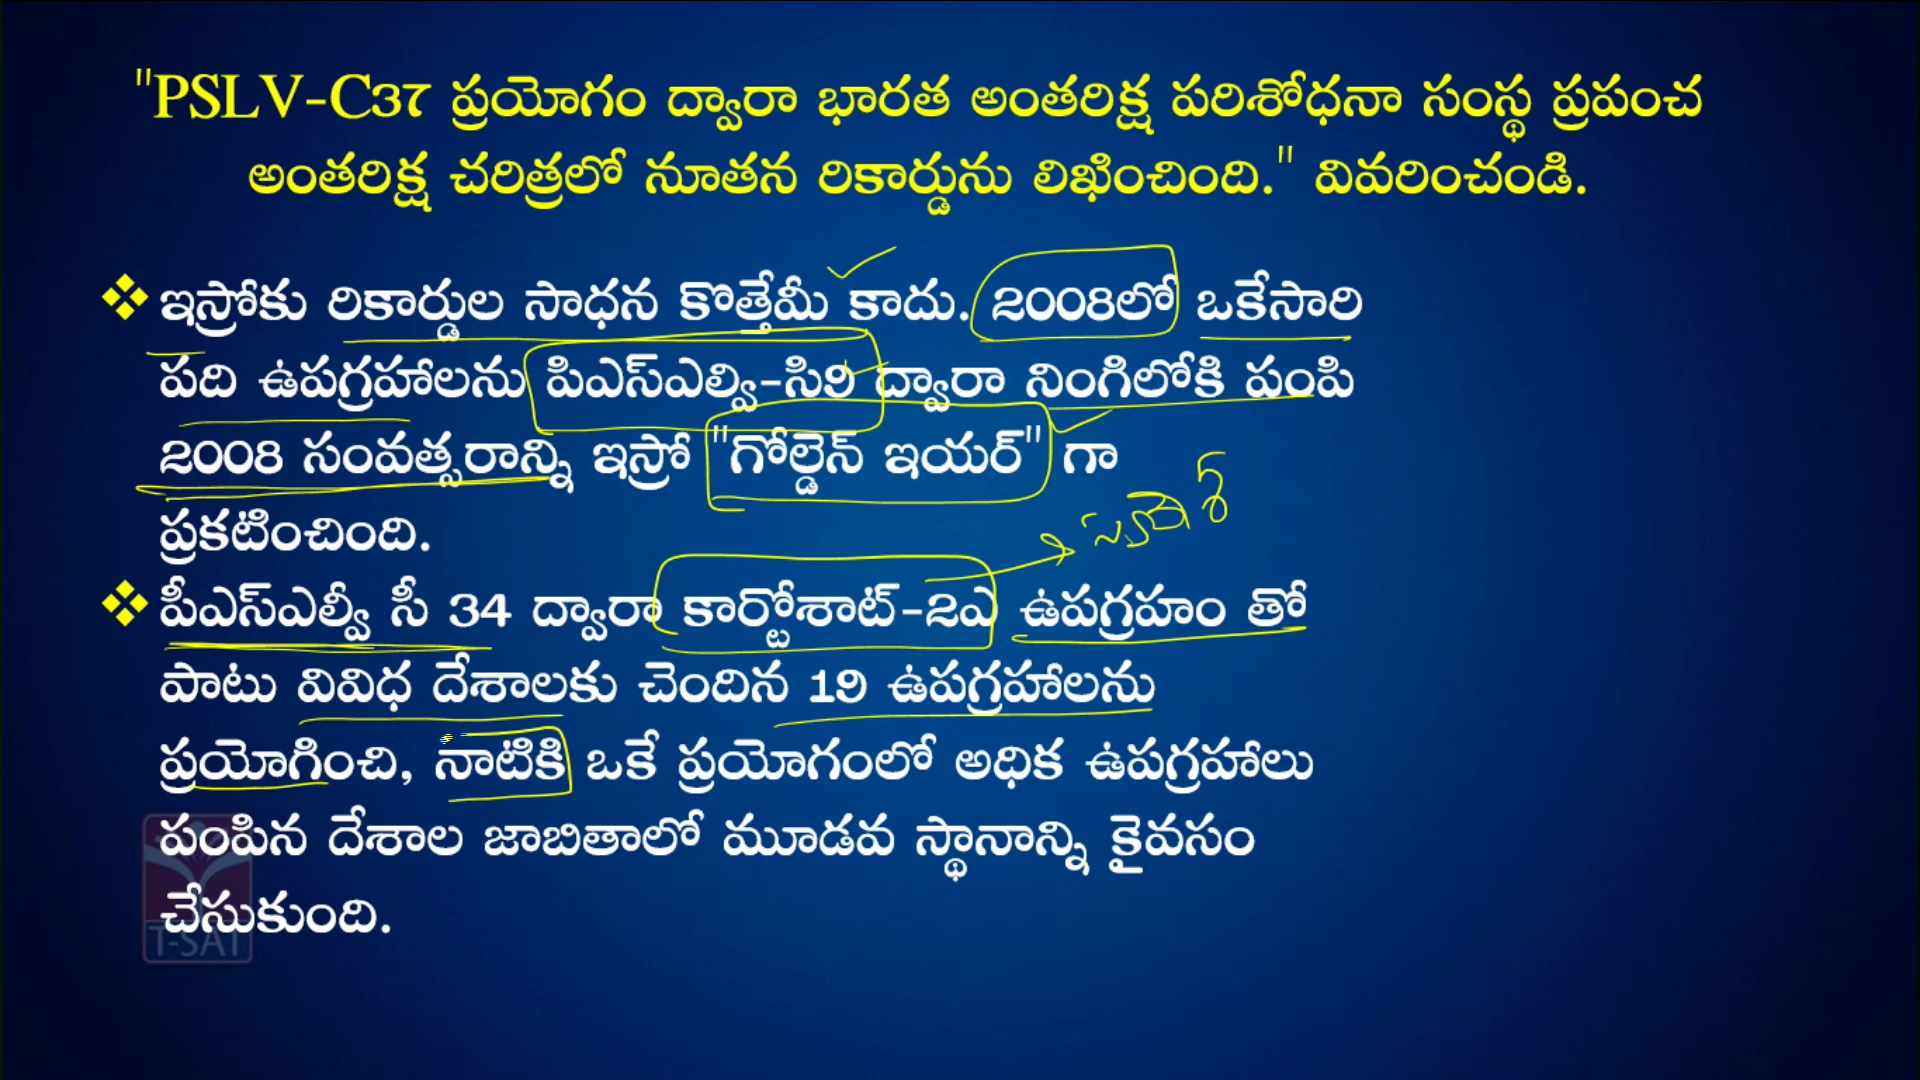 "PSLV-C37 ప్రయోగం ద్వారా భారత అంతరిక్ష పరిశోధనా సంస్థ ప్రపంచ
అంతరిక్ష చరిత్రలో నూతన రికార్డును లిఖించింది." వివరించండి.
❖ ఇస్రోకు రికార్డుల సాధన కొత్తేమీ కాదు. 2008లో ఒకేసారి
పది ఉపగ్రహాలను పిఎస్ఎల్వి-సి9 ద్వారా నింగిలోకి పంపి
2008 సంవత్సరాన్ని ఇస్రో "గోల్డెన్ ఇయర్" గా
ప్రకటించింది.
❖ పీఎస్ఎల్వీ సీ 34 ద్వారా కార్టోశాట్-2ఎ ఉపగ్రహం తో
పాటు వివిధ దేశాలకు చెందిన 19 ఉపగ్రహాలను
ప్రయోగించి, నాటికి ఒకే ప్రయోగంలో అధిక ఉపగ్రహాలు
పంపిన దేశాల జాబితాలో మూడవ స్థానాన్ని కైవసం
చేసుకుంది.
T-SAT